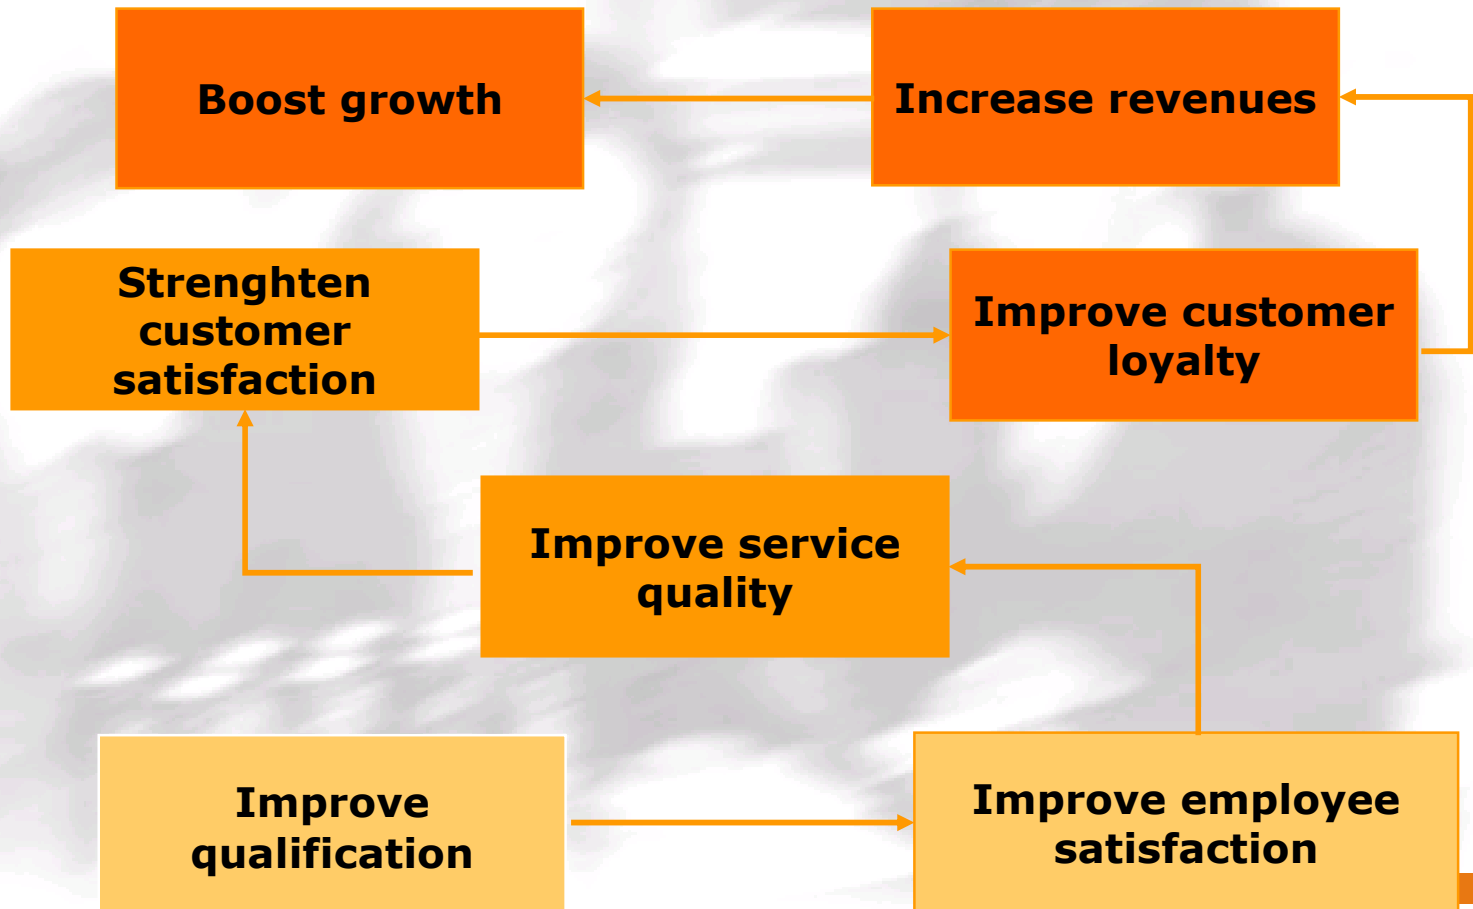 Boost growth
Increase revenues
Strenghten
customer
satisfaction
Improve customer
loyalty
Improve service
quality
Improve
qualification
Improve employee
satisfaction